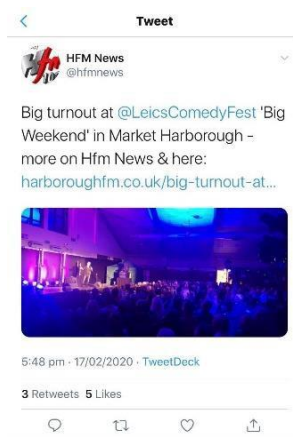 Tweet
HFM News
@hfmnews
Big turnout at @LeicsComedyFest 'Big
Weekend' in Market Harborough -
more on Hfm News & here:
harboroughfm.co.uk/big-turnout-at...
5:48 pm · 17/02/2020 · TweetDeck
3 Retweets 5 Likes